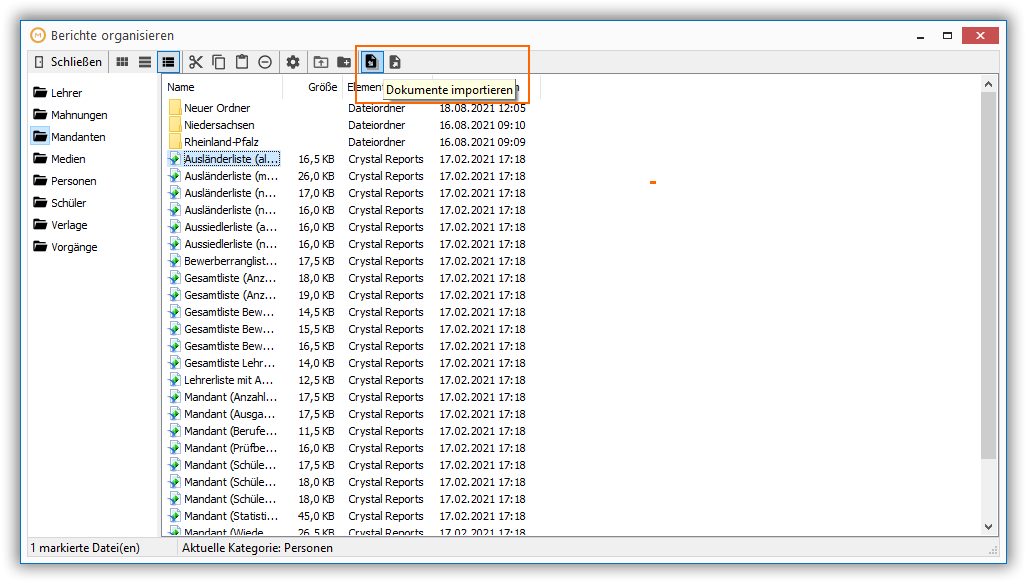 Berichte organisieren
Schließen
Dokumente importieren
Lehrer
Mahnungen
Mandanten
Medien
Personen
Schüler
Verlage
Vorgänge
Name Größe
Neuer Ordner Dateiordner 18.08.2021 12:05
Niedersachsen Dateiordner 16.08.2021 09:10
Rheinland-Pfalz Dateiordner 16.08.2021 09:09
Ausländerliste (al... 16,5 KB Crystal Reports 17.02.2021 17:18
Ausländerliste (m... 26,0 KB Crystal Reports 17.02.2021 17:18
Ausländerliste (n... 17,0 KB Crystal Reports 17.02.2021 17:18
Ausländerliste (n... 16,0 KB Crystal Reports 17.02.2021 17:18
Aussiedlerliste (a... 16,0 KB Crystal Reports 17.02.2021 17:18
Aussiedlerliste (n... 16,0 KB Crystal Reports 17.02.2021 17:18
Bewerberranglist... 17,5 KB Crystal Reports 17.02.2021 17:18
Gesamtliste (Anz... 18,0 KB Crystal Reports 17.02.2021 17:18
Gesamtliste (Anz... 19,0 KB Crystal Reports 17.02.2021 17:18
Gesamtliste Bew... 14,5 KB Crystal Reports 17.02.2021 17:18
Gesamtliste Bew... 15,5 KB Crystal Reports 17.02.2021 17:18
Gesamtliste Bew... 16,5 KB Crystal Reports 17.02.2021 17:18
Gesamtliste Lehr... 14,0 KB Crystal Reports 17.02.2021 17:18
Lehrerliste mit A... 12,5 KB Crystal Reports 17.02.2021 17:18
Mandant (Anzahl... 17,5 KB Crystal Reports 17.02.2021 17:18
Mandant (Ausga... 17,5 KB Crystal Reports 17.02.2021 17:18
Mandant (Berufe... 11,5 KB Crystal Reports 17.02.2021 17:18
Mandant (Prüfbe... 16,0 KB Crystal Reports 17.02.2021 17:18
Mandant (Schüle... 17,5 KB Crystal Reports 17.02.2021 17:18
Mandant (Schüle... 18,0 KB Crystal Reports 17.02.2021 17:18
Mandant (Schüle... 18,0 KB Crystal Reports 17.02.2021 17:18
Mandant (Statisti... 45,0 KB Crystal Reports 17.02.2021 17:18
Mandant (Wiede... 26,5 KB Crystal Reports 17.02.2021 17:18
1 markierte Datei(en) Aktuelle Kategorie: Personen